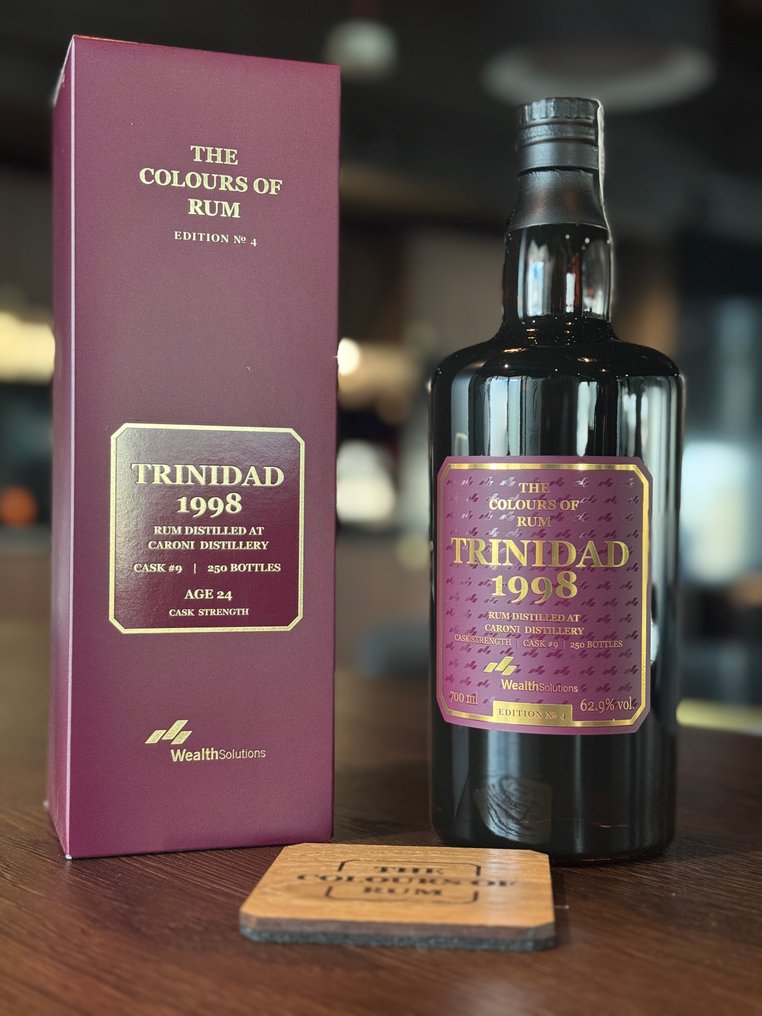 THE
COLOURS OF
RUM
EDITION № 4
TRINIDAD
1998
RUM DISTILLED AT
CARONI DISTILLERY
CASK #9 | 250 BOTTLES
AGE 24
CASK STRENGTH
WealthSolutions
THE
COLOURS OF
RUM
TRINIDAD
1998
RUM DISTILLED AT
CARONI DISTILLERY
CASK STRENGTH | CASK #9 | 250 BOTTLES
WealthSolutions
700 ml
EDITION № 4
62.9% vol.
THE
COLOURS OF
RUM